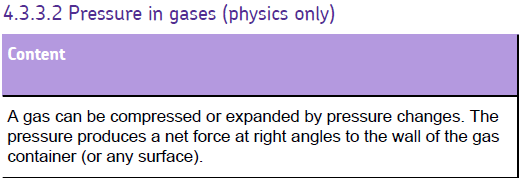 4.3.3.2 Pressure in gases (physics only)
Content
A gas can be compressed or expanded by pressure changes. The
pressure produces a net force at right angles to the wall of the gas
container (or any surface).